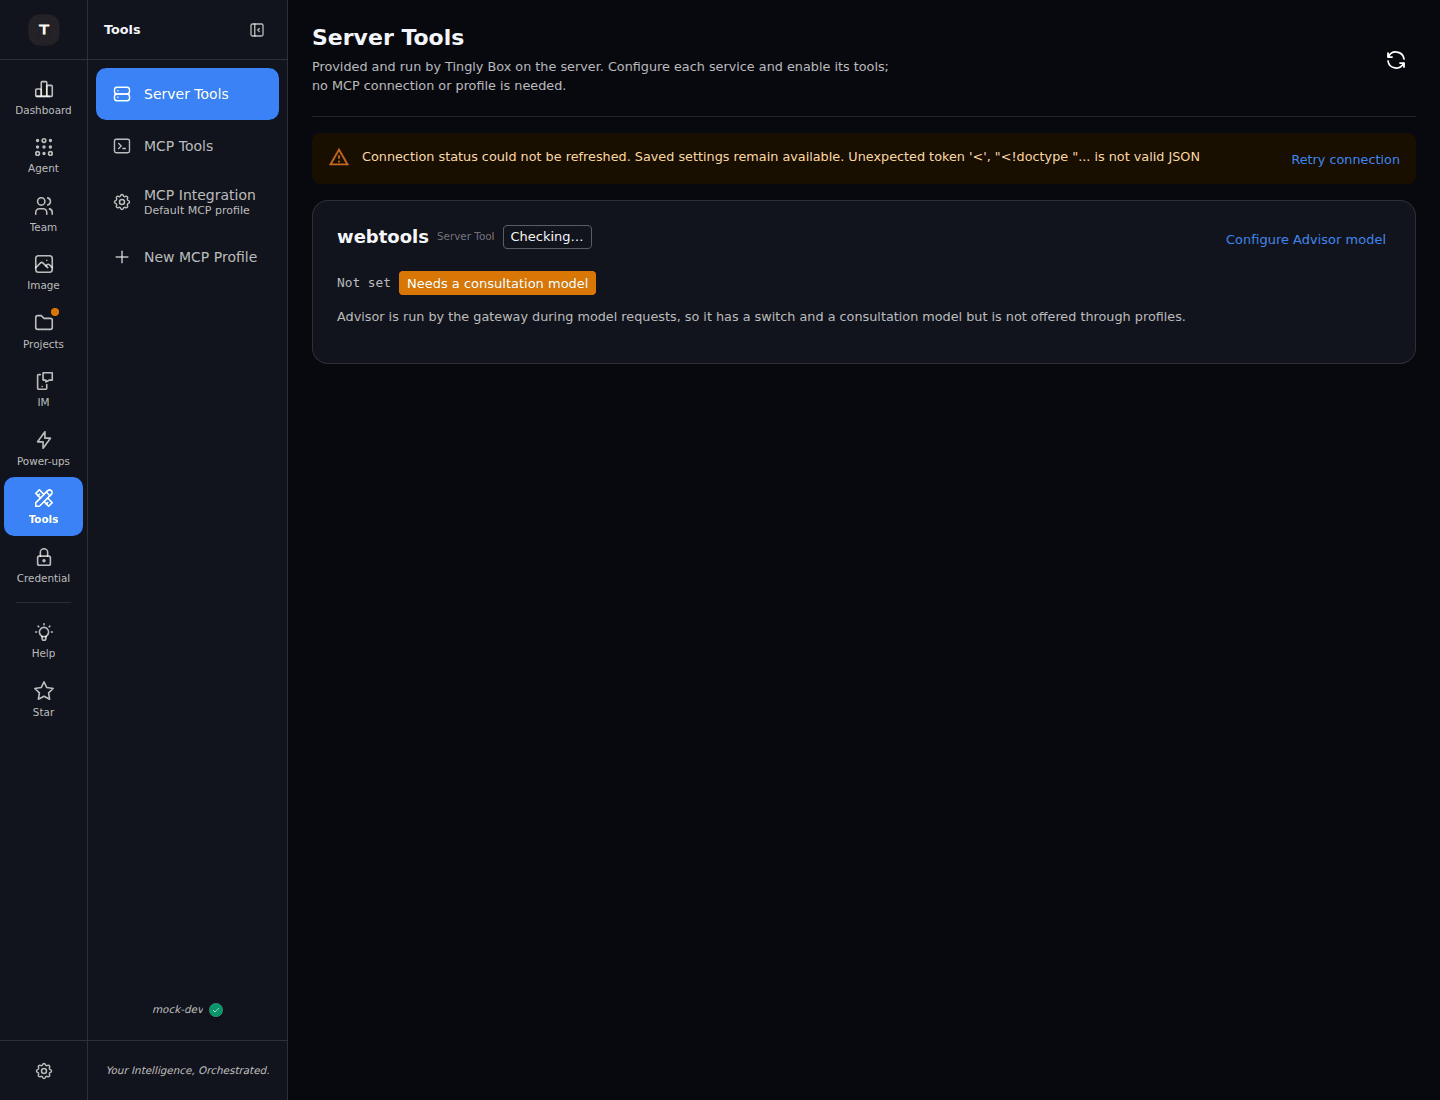 T
Tools
Dashboard
Agent
Team
Image
Projects
IM
Power-ups
Tools
Credential
Help
Star
Server Tools
MCP Tools
MCP Integration
Default MCP profile
New MCP Profile
mock-dev
Your Intelligence, Orchestrated.
Server Tools
Provided and run by Tingly Box on the server. Configure each service and enable its tools;
no MCP connection or profile is needed.
Connection status could not be refreshed. Saved settings remain available. Unexpected token '<', "<!doctype "... is not valid JSON
Retry connection
webtools Server Tool Checking...
Configure Advisor model
Not set Needs a consultation model
Advisor is run by the gateway during model requests, so it has a switch and a consultation model but is not offered through profiles.